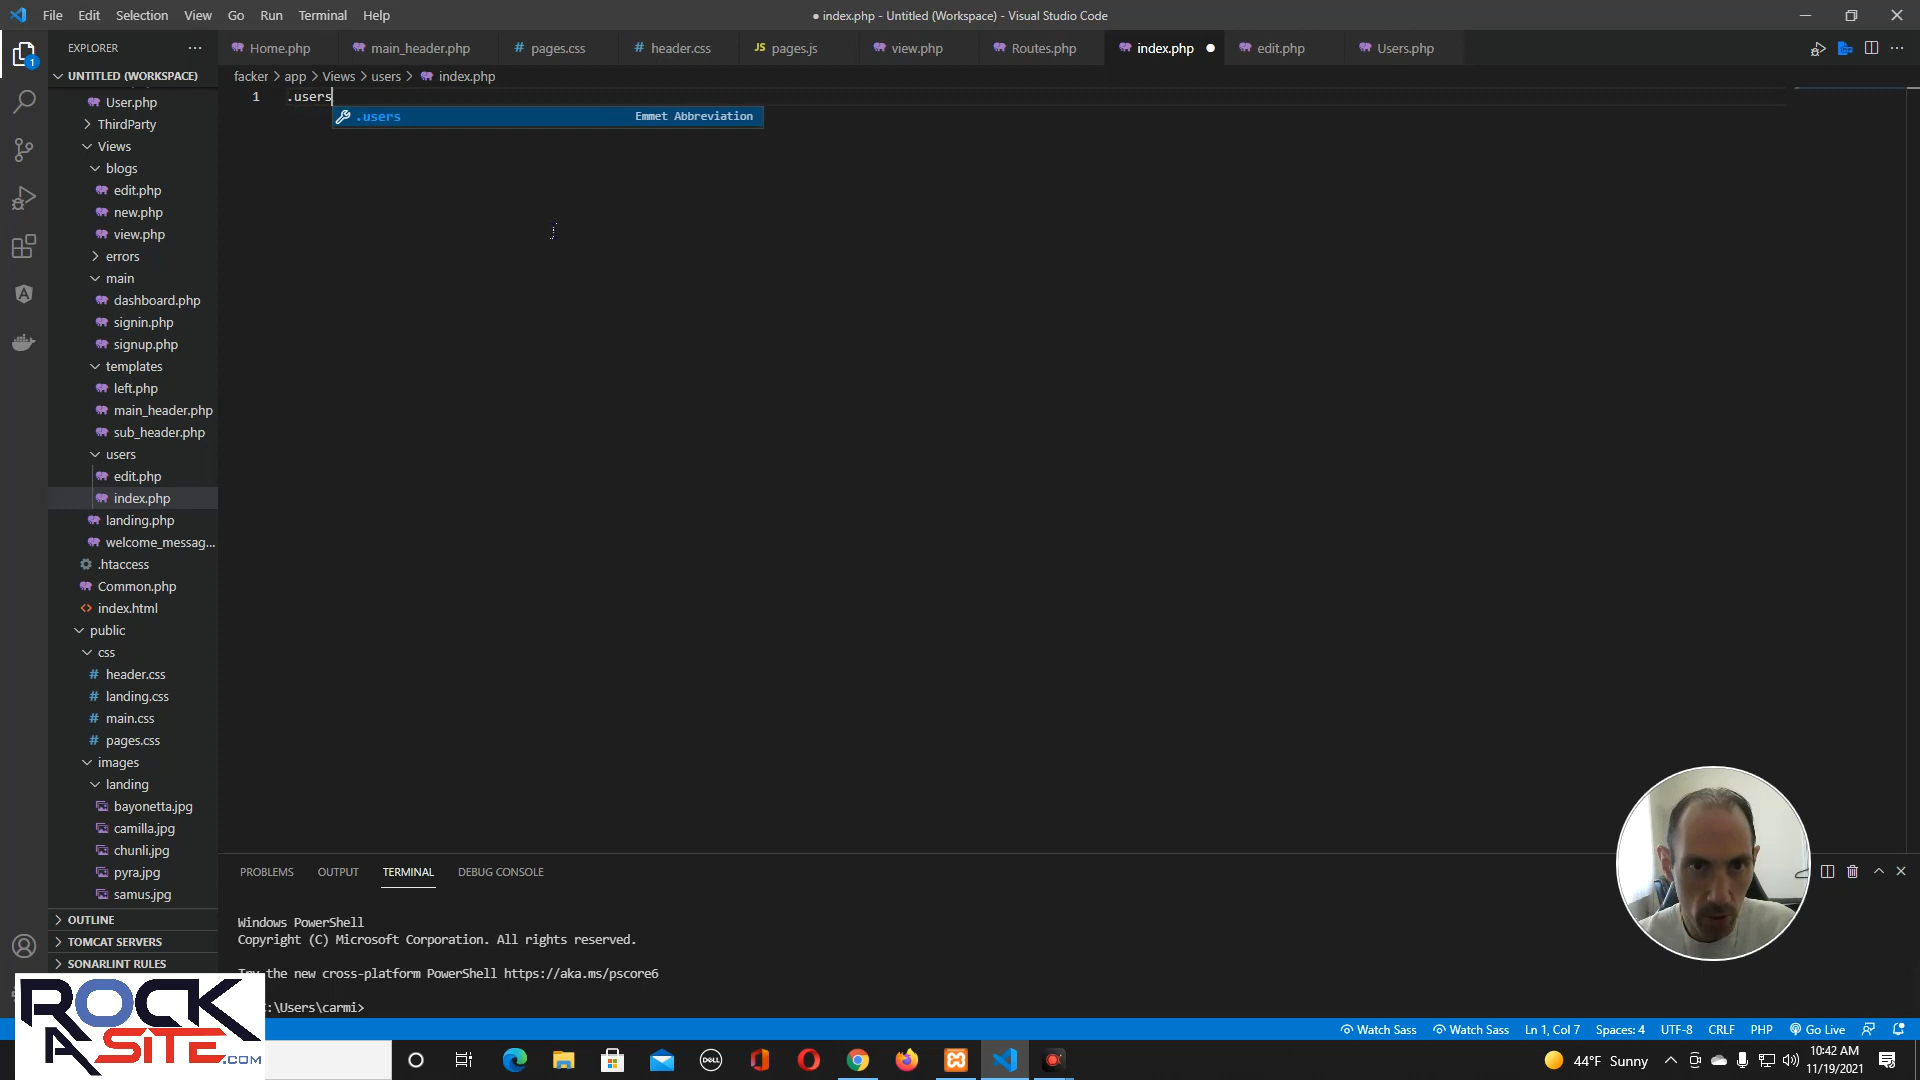 File Edit Selection View Go Run Terminal Help
● index.php - Untitled (Workspace) - Visual Studio Code
EXPLORER
Home.php main_header.php # pages.css # header.css JS pages.js view.php Routes.php index.php ● edit.php Users.php
UNTITLED (WORKSPACE)
facker > app > Views > users > index.php
1 .users
.users Emmet Abbreviation
User.php
ThirdParty
Views
blogs
edit.php
new.php
view.php
errors
main
dashboard.php
signin.php
signup.php
templates
left.php
main_header.php
sub_header.php
users
edit.php
index.php
landing.php
welcome_messag...
.htaccess
Common.php
<> index.html
public
css
# header.css
# landing.css
# main.css
# pages.css
images
landing
bayonetta.jpg
camilla.jpg
chunli.jpg
pyra.jpg
samus.jpg
OUTLINE
TOMCAT SERVERS
SONARLINT RULES
PROBLEMS OUTPUT TERMINAL DEBUG CONSOLE
Windows PowerShell
Copyright (C) Microsoft Corporation. All rights reserved.
the new cross-platform PowerShell https://aka.ms/pscore6
:\Users\carmi>
ROCK
A SITE.COM
Watch Sass Watch Sass Ln 1, Col 7 Spaces: 4 UTF-8 CRLF PHP Go Live
DELL
44°F Sunny
10:42 AM
11/19/2021